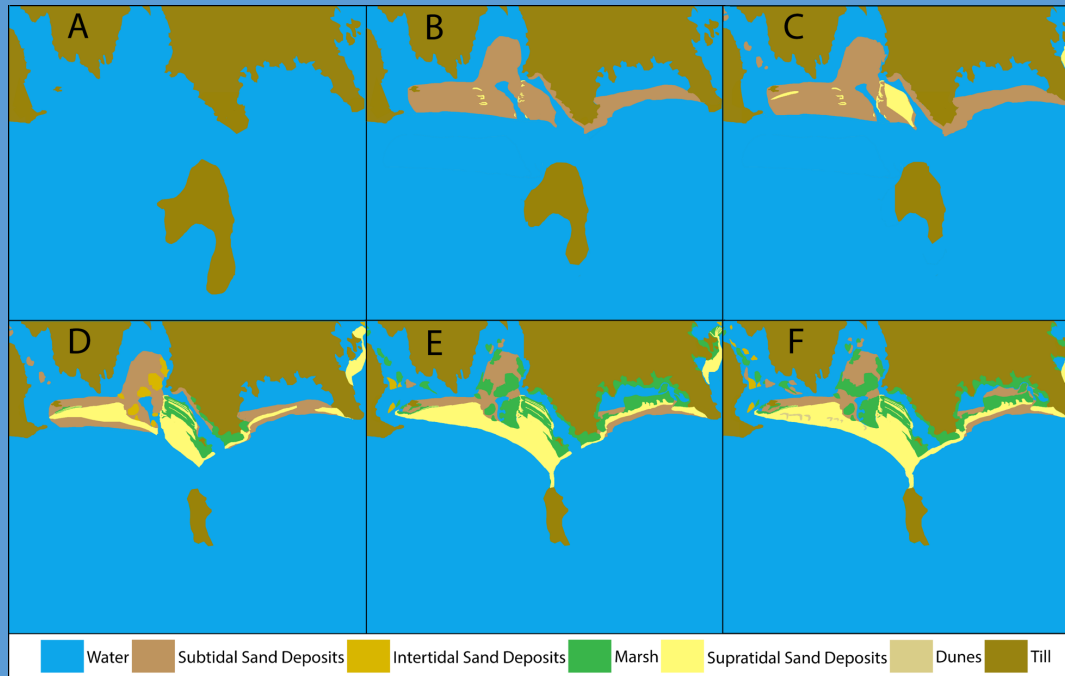 A
B
C
D
E
F
Water
Subtidal Sand Deposits
Intertidal Sand Deposits
Marsh
Supratidal Sand Deposits
Dunes
Till